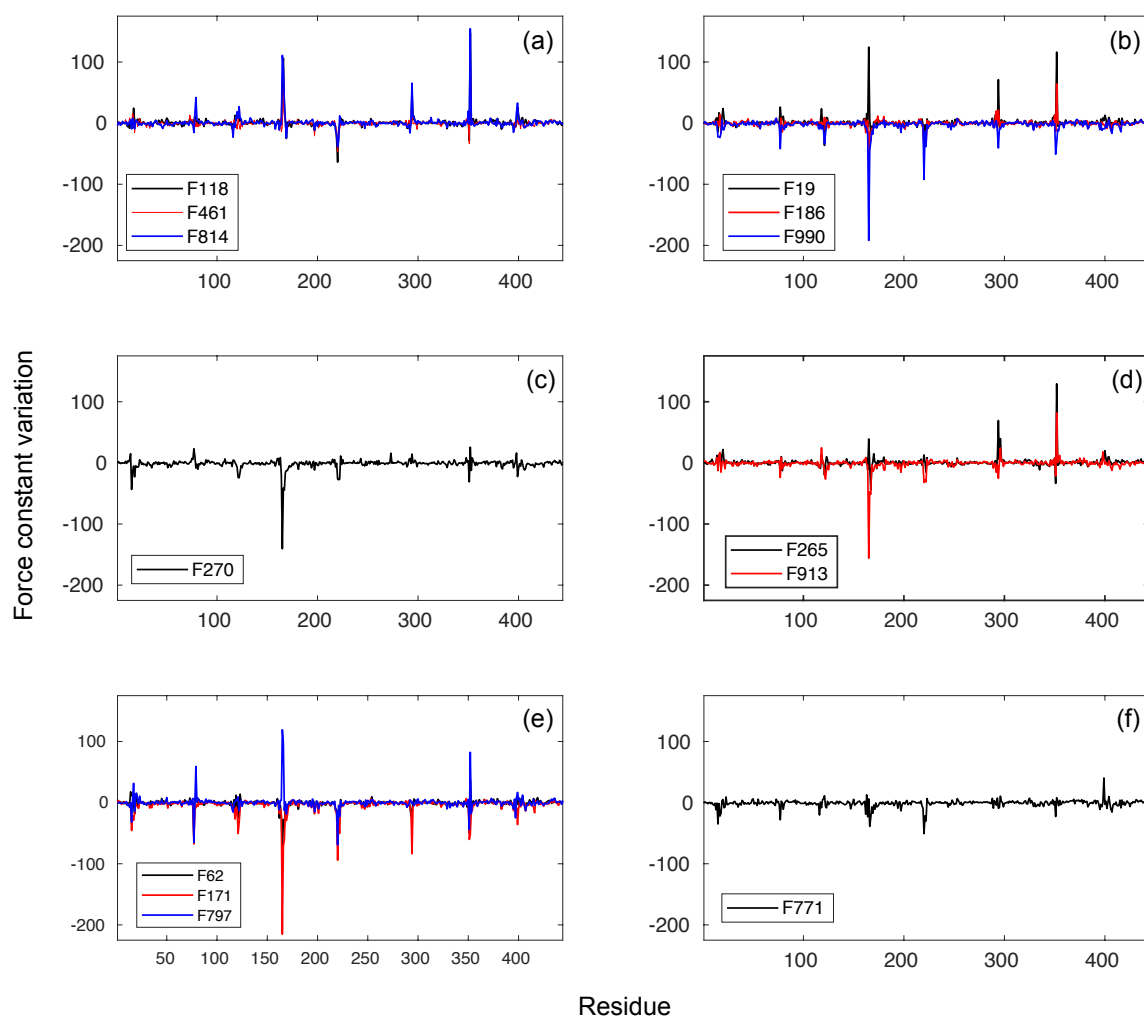 (a)
100
0
-100
-200
F118
F461
F814
100 200 300 400
(b)
100
0
-100
-200
F19
F186
F990
100 200 300 400
Force constant variation
(c)
100
0
-100
-200
F270
100 200 300 400
(d)
100
0
-100
-200
F265
F913
100 200 300 400
(e)
100
0
-100
-200
F62
F171
F797
50 100 150 200 250 300 350 400
(f)
100
0
-100
-200
F771
100 200 300 400
Residue